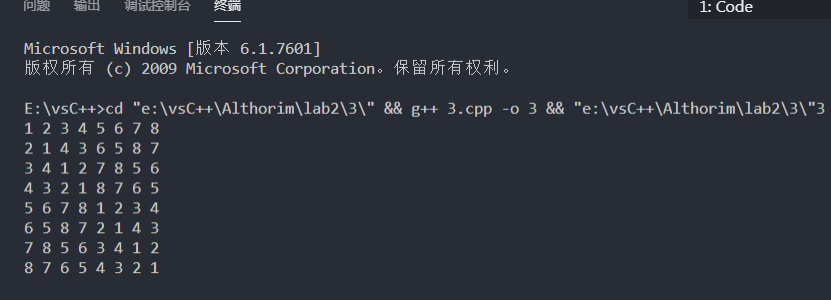 问题 输出 调试控制台 终端 1: Code
Microsoft Windows [版本 6.1.7601]
版权所有 (c) 2009 Microsoft Corporation。保留所有权利。
E:\vsC++>cd "e:\vsC++\Althorim\lab2\3\" && g++ 3.cpp -o 3 && "e:\vsC++\Althorim\lab2\3\"3
1 2 3 4 5 6 7 8
2 1 4 3 6 5 8 7
3 4 1 2 7 8 5 6
4 3 2 1 8 7 6 5
5 6 7 8 1 2 3 4
6 5 8 7 2 1 4 3
7 8 5 6 3 4 1 2
8 7 6 5 4 3 2 1